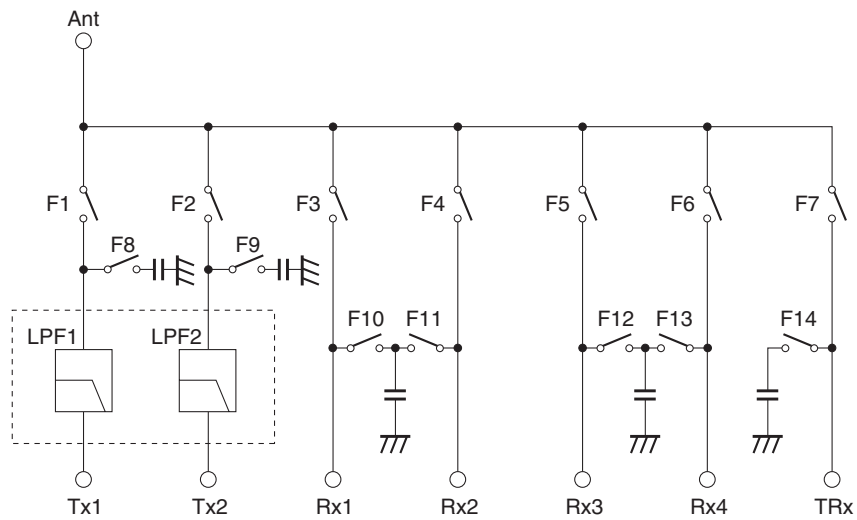 Ant
F1 F2 F3 F4 F5 F6 F7
F8 F9
F10 F11 F12 F13 F14
LPF1 LPF2
Tx1 Tx2 Rx1 Rx2 Rx3 Rx4 TRx